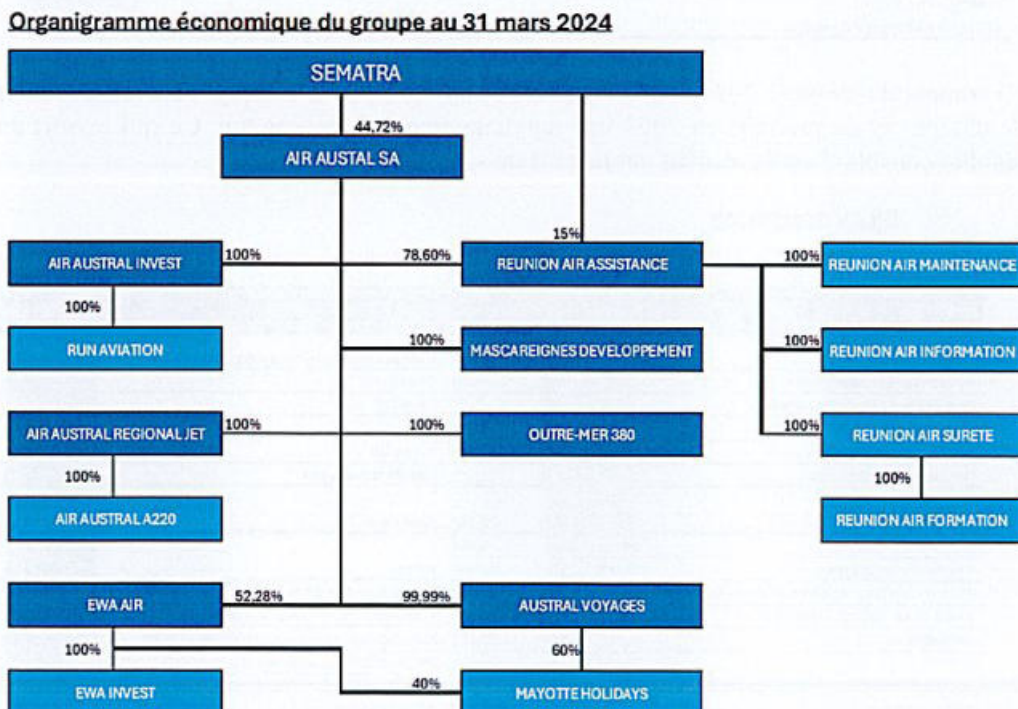 Organigramme économique du groupe au 31 mars 2024
SEMATRA
44,72%
AIR AUSTAL SA
15%
AIR AUSTRAL INVEST
100%
78,60%
REUNION AIR ASSISTANCE
100%
REUNION AIR MAINTENANCE
100%
RUN AVIATION
100%
MASCAREIGNES DEVELOPPEMENT
100%
REUNION AIR INFORMATION
AIR AUSTRAL REGIONAL JET
100%
100%
OUTRE-MER 380
100%
REUNION AIR SURETE
100%
100%
AIR AUSTRAL A220
REUNION AIR FORMATION
EWA AIR
52,28%
99,99%
AUSTRAL VOYAGES
100%
60%
EWA INVEST
40%
MAYOTTE HOLIDAYS